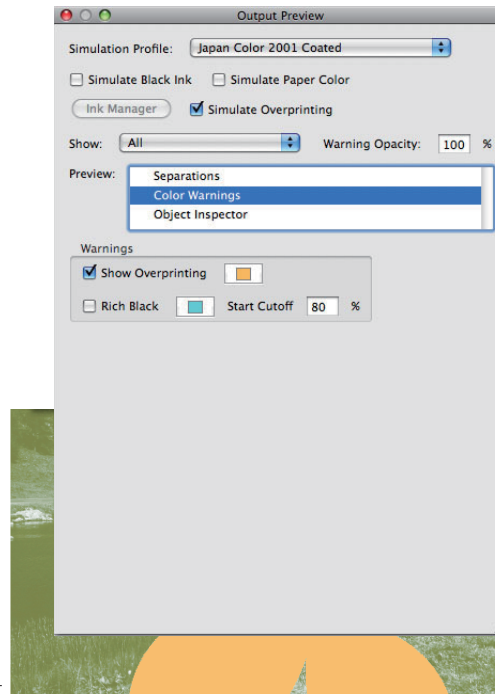 Output Preview
Simulation Profile: Japan Color 2001 Coated
Simulate Black Ink Simulate Paper Color
Ink Manager Simulate Overprinting
Show: All Warning Opacity: 100 %
Preview: Separations
Color Warnings
Object Inspector
Warnings
Show Overprinting
Rich Black Start Cutoff 80 %